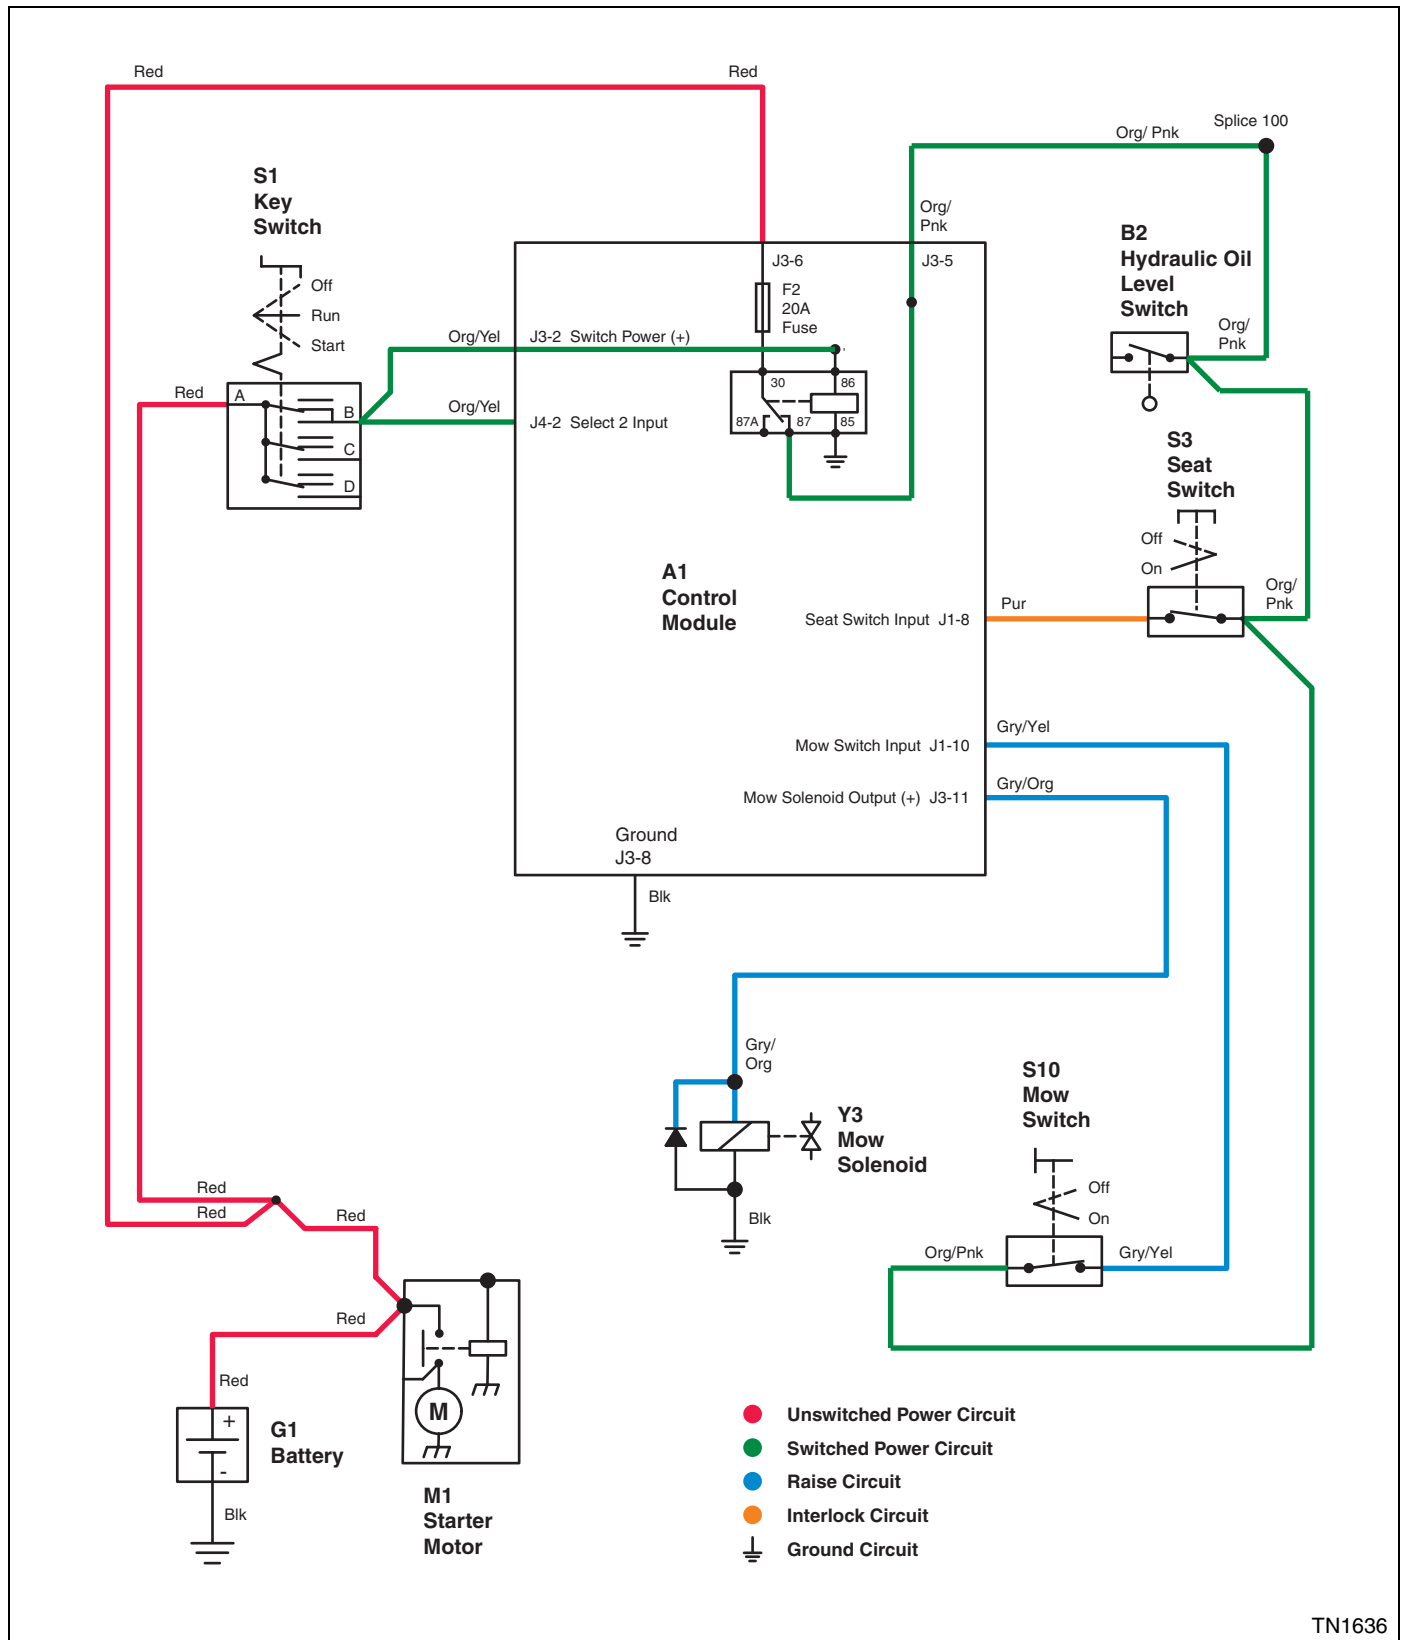 Red
Red
Splice 100
Org/ Pnk
S1
Key
Switch
Off
Run
Start
Org/
Pnk
B2
Hydraulic Oil
Level
Switch
J3-6
J3-5
F2
20A
Fuse
Org/Yel
J3-2 Switch Power (+)
Org/
Pnk
30
86
87A
87
85
Red
A
B
C
D
Org/Yel
J4-2 Select 2 Input
S3
Seat
Switch
Off
On
Org/
Pnk
A1
Control
Module
Pur
Seat Switch Input J1-8
Gry/Yel
Mow Switch Input J1-10
Gry/Org
Mow Solenoid Output (+) J3-11
Ground
J3-8
Blk
Gry/
Org
Y3
Mow
Solenoid
Blk
S10
Mow
Switch
Off
On
Org/Pnk
Gry/Yel
Red
Red
Red
Red
Red
+
-
G1
Battery
Blk
M
M1
Starter
Motor
Unswitched Power Circuit
Switched Power Circuit
Raise Circuit
Interlock Circuit
Ground Circuit
TN1636